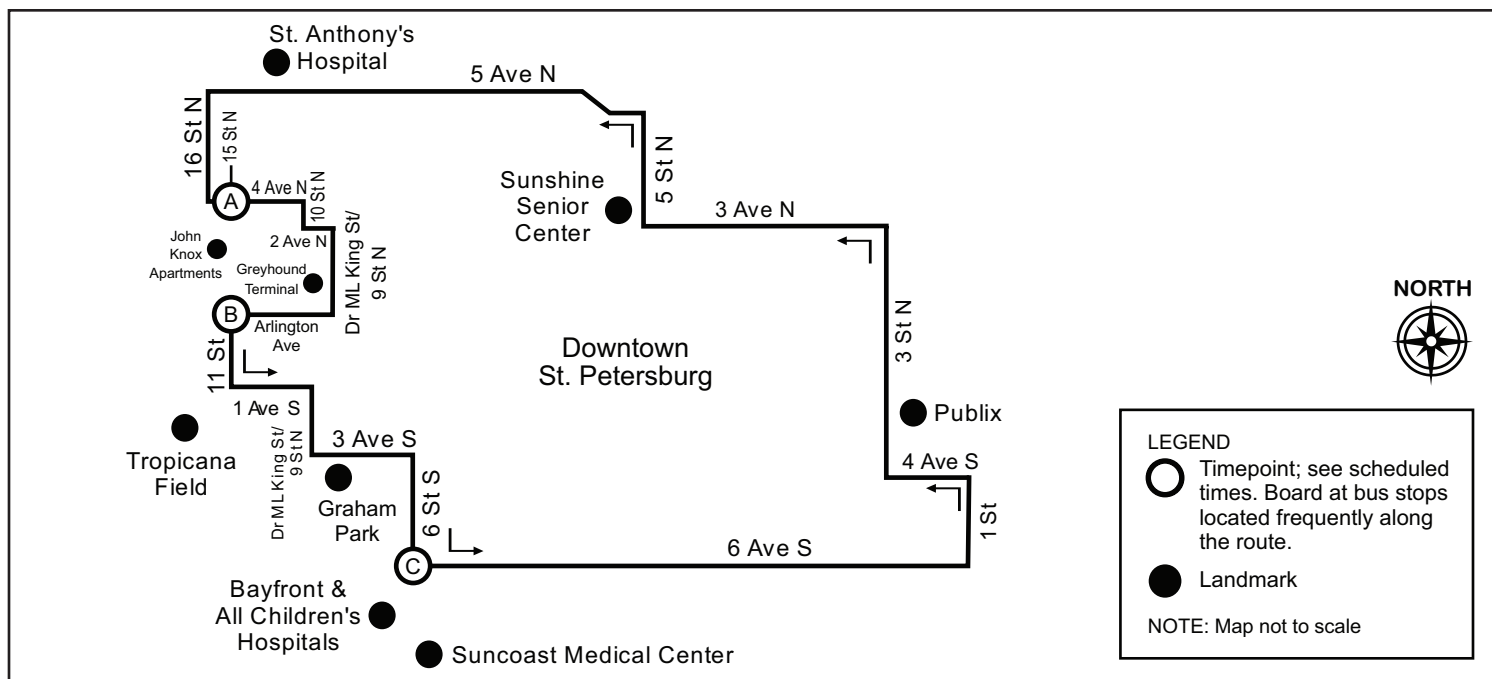 St. Anthony's
Hospital
5 Ave N
16 St N
15 St N
A
4 Ave N
10 St N
John
Knox
Apartments
2 Ave N
Greyhound
Terminal
Dr ML King St/
9 St N
B
Arlington
Ave
11 St
1 Ave S
Tropicana
Field
Dr ML King St/
9 St N
3 Ave S
Graham
Park
6 St S
C
Bayfront &
All Children's
Hospitals
Suncoast Medical Center
Sunshine
Senior
Center
5 St N
3 Ave N
Downtown
St. Petersburg
3 St N
Publix
4 Ave S
1 St
6 Ave S
NORTH
LEGEND
Timepoint; see scheduled
times. Board at bus stops
located frequently along
the route.
Landmark
NOTE: Map not to scale